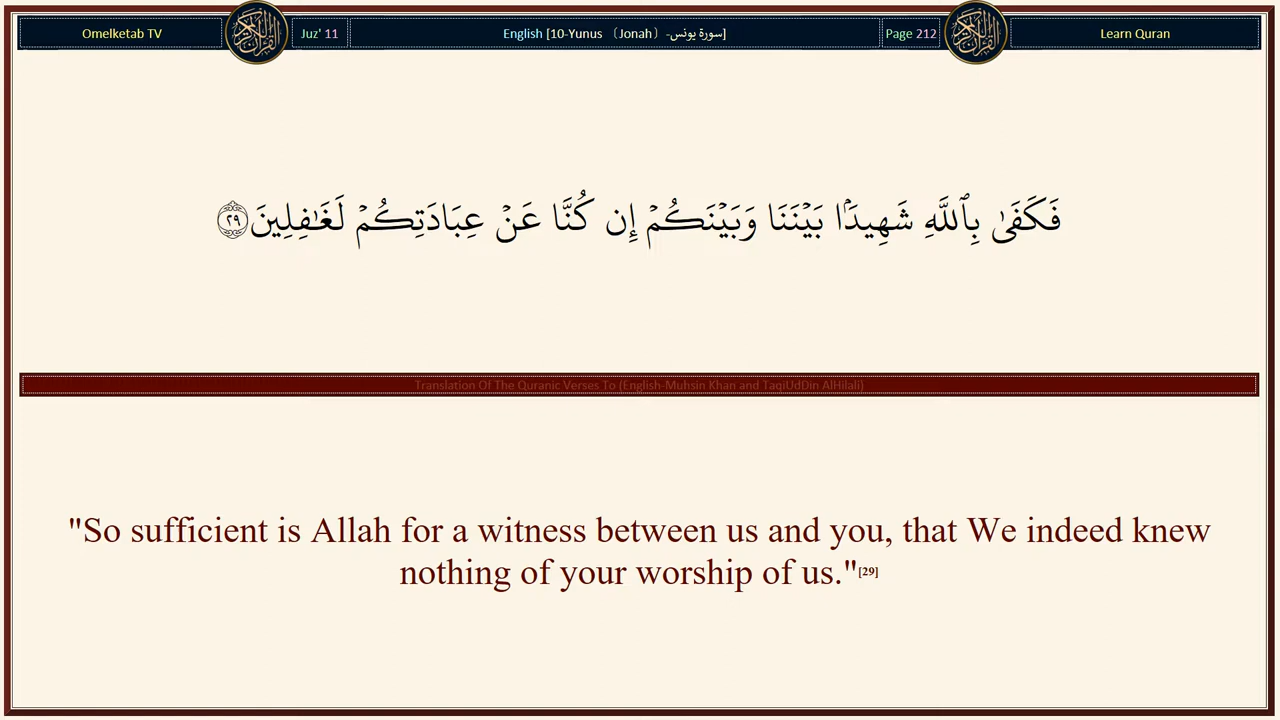 Omelketab TV
Juz' 11
English [10-Yunus (Jonah) -سورة يونس]
Page 212
Learn Quran
فَكَفَىٰ بِٱللَّهِ شَهِيدَۢا بَيۡنَنَا وَبَيۡنَكُمۡ إِن كُنَّا عَنۡ عِبَادَتِكُمۡ لَغَٰفِلِينَ ٢٩
Translation Of The Quranic Verses To (English-Muhsin Khan and TaqiUdDin AlHilali)
"So sufficient is Allah for a witness between us and you, that We indeed knew
nothing of your worship of us."[29]